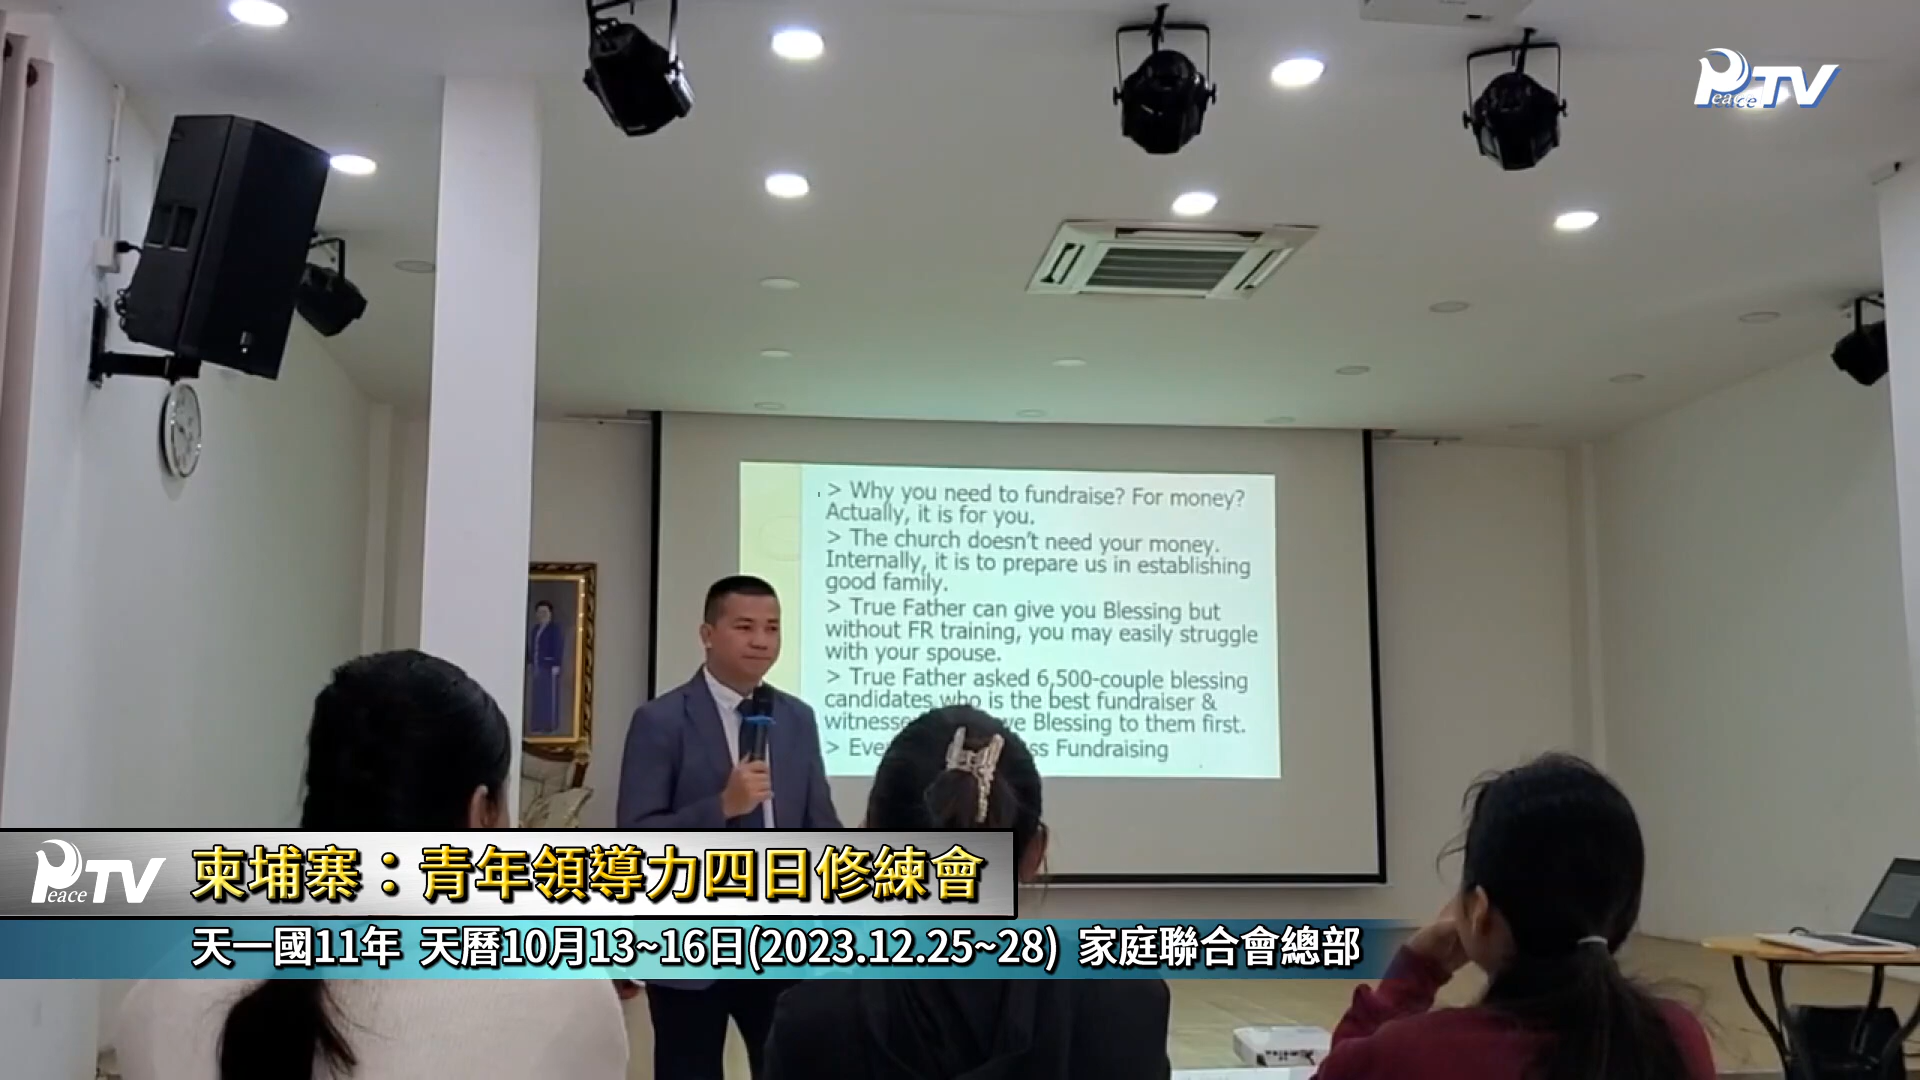 Peace TV
> Why you need to fundraise? For money?
Actually, it is for you.
> The church doesn't need your money.
Internally, it is to prepare us in establishing
good family.
> True Father can give you Blessing but
without FR training, you may easily struggle
with your spouse.
> True Father asked 6,500-couple blessing
candidates who is the best fundraiser &
witnesse Blessing to them first.
> Fundraising
Peace TV
柬埔寨：青年領導力四日修練會
天一國11年 天曆10月13~16日(2023.12.25~28) 家庭聯合會總部